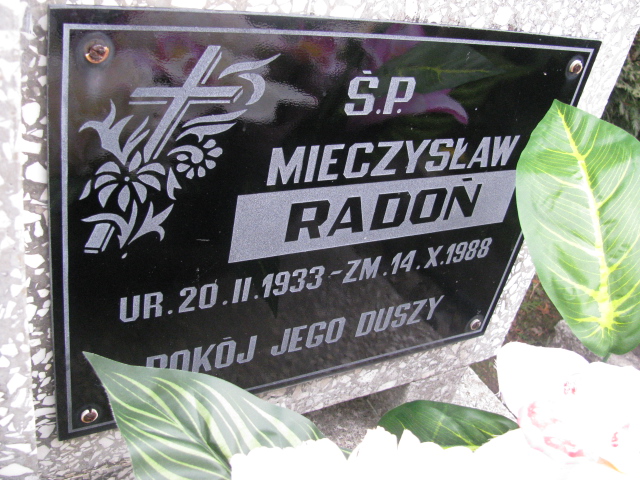 Ś.P.
MIECZYSŁAW
RADOŃ
UR. 20. II. 1933 - ZM. 14. X. 1988
POKÓJ JEGO DUSZY